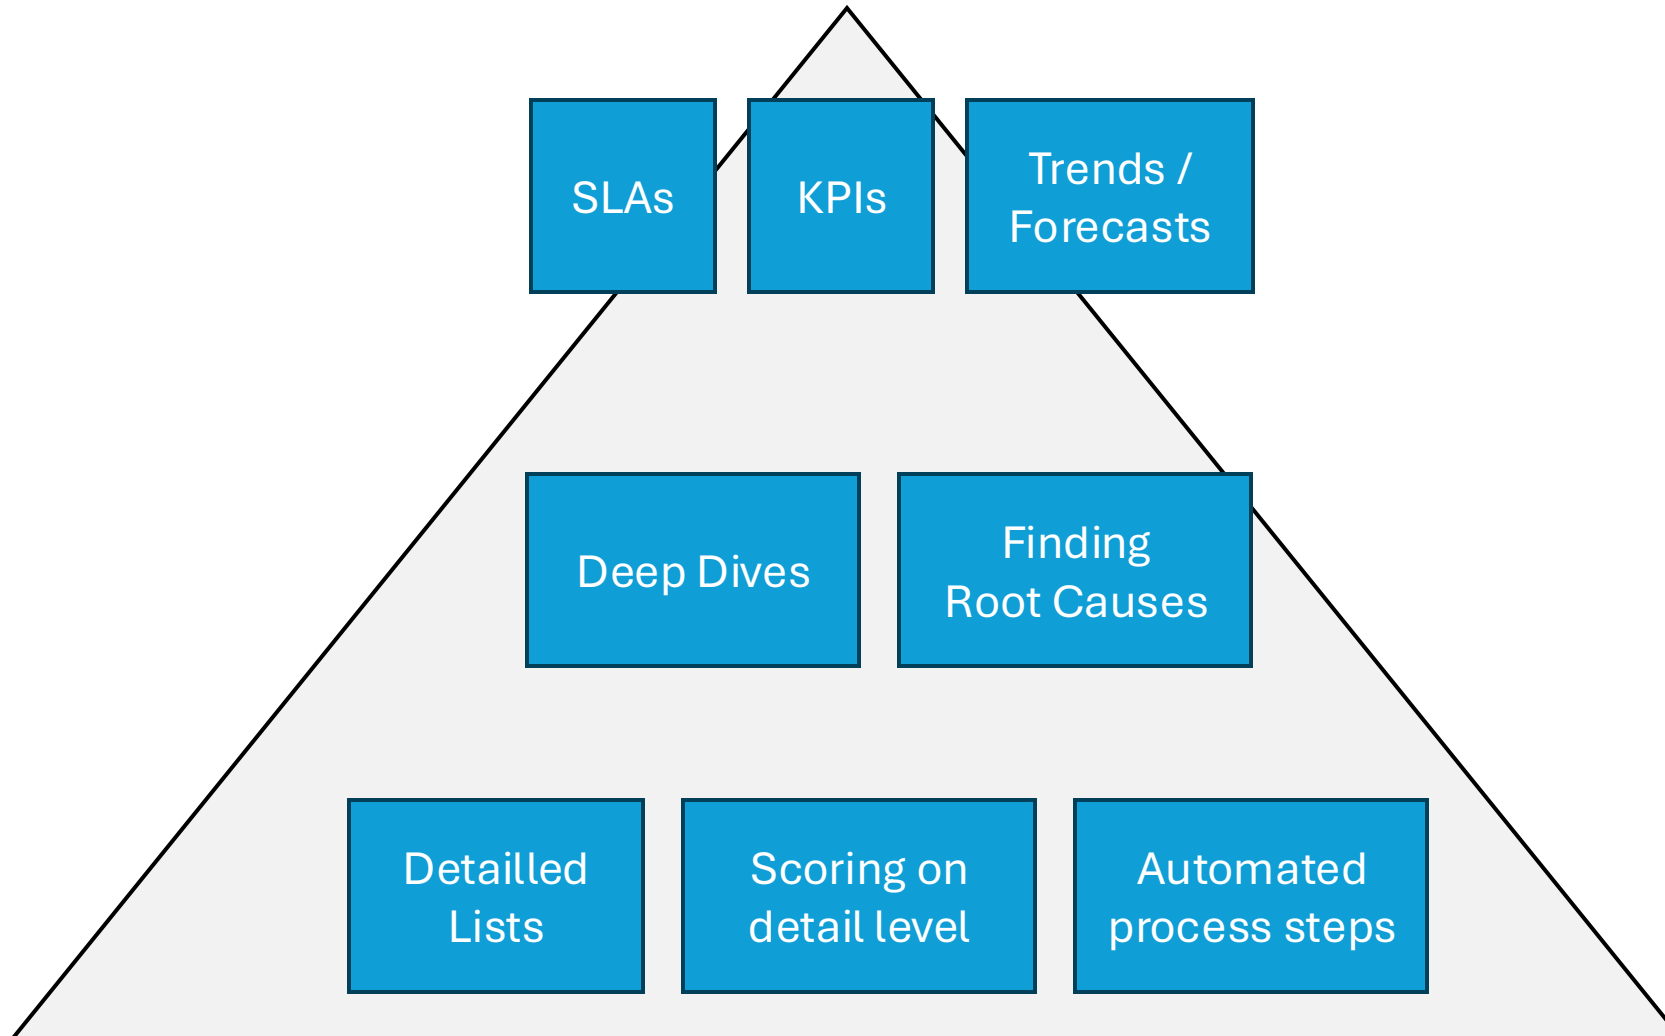 SLAs
KPIs
Trends /
Forecasts
Deep Dives
Finding
Root Causes
Detailled
Lists
Scoring on
detail level
Automated
process steps